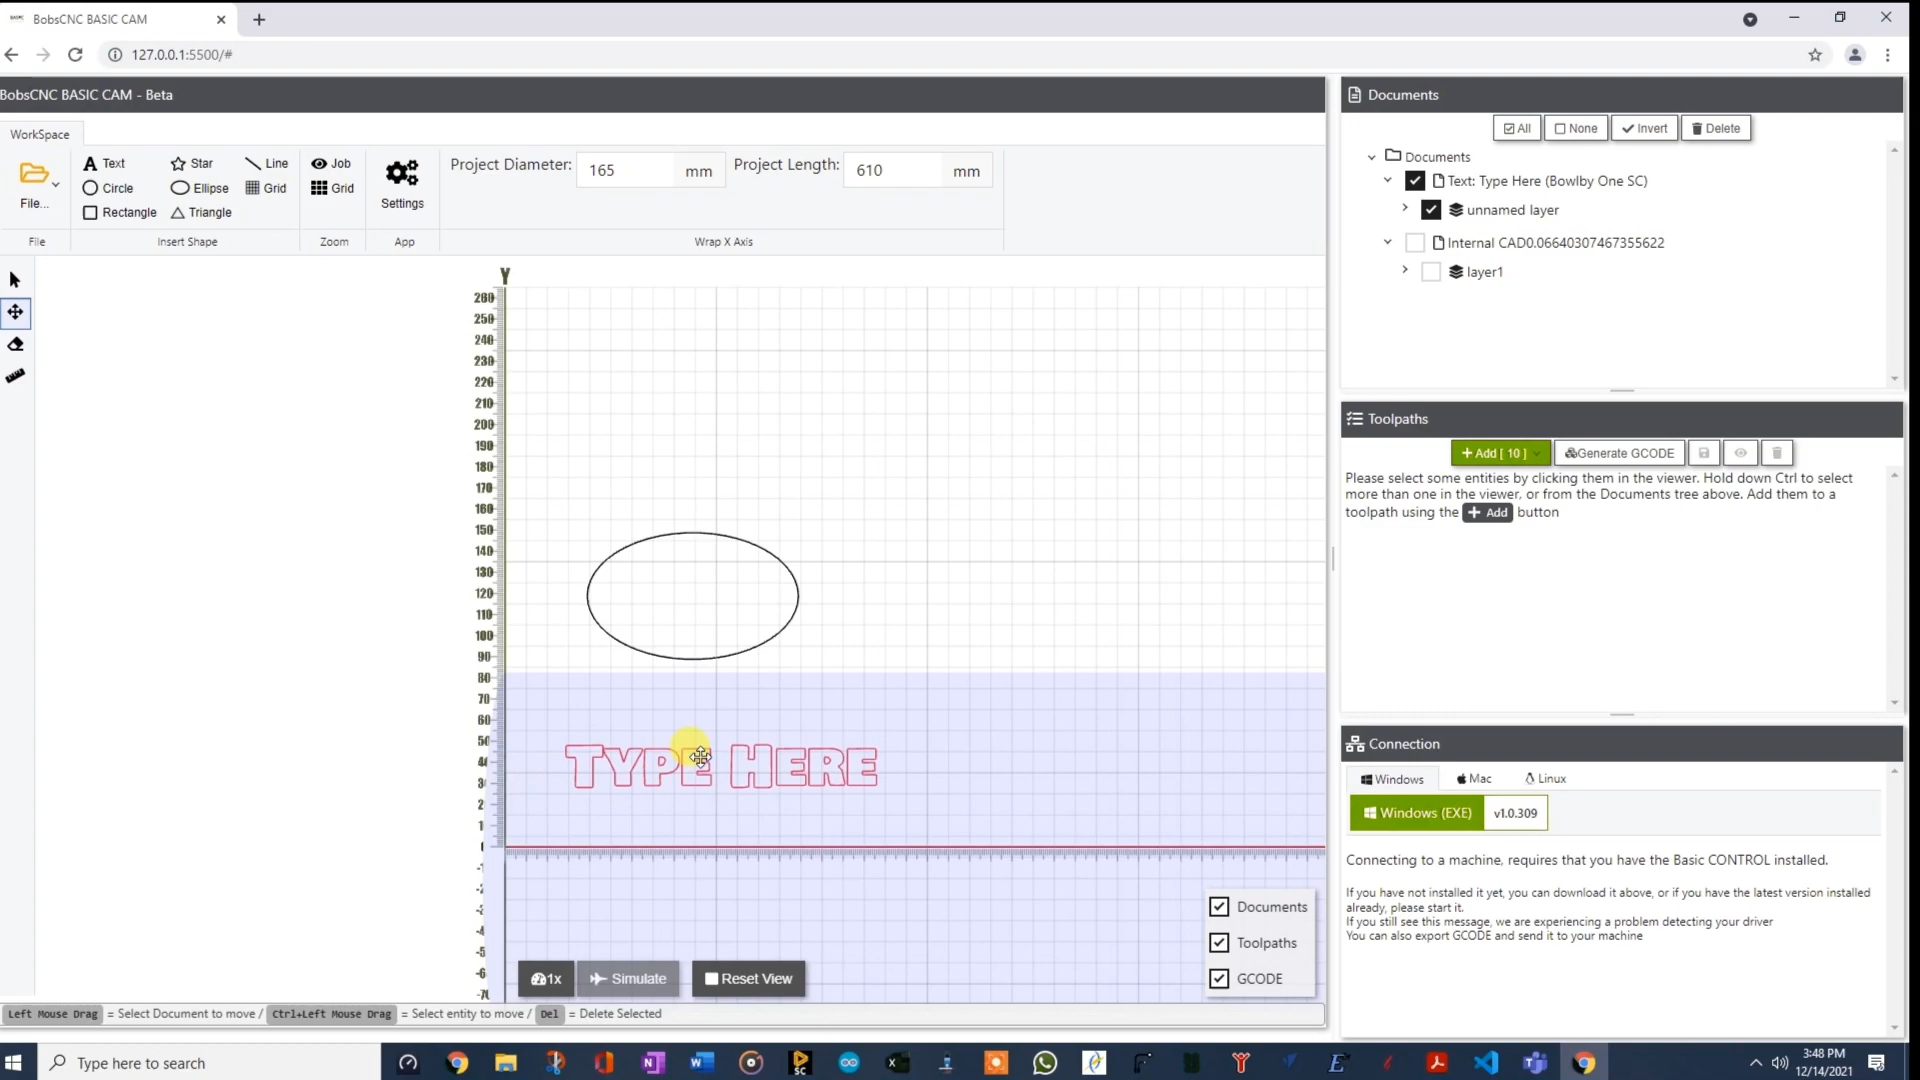 BobsCNC BASIC CAM
127.0.0.1:5500/#
BobsCNC BASIC CAM - Beta
WorkSpace
File...
File
Text
Star
Line
Circle
Ellipse
Grid
Rectangle
Triangle
Insert Shape
Job
Grid
Zoom
Settings
App
Project Diameter: 165 mm Project Length: 610 mm
Wrap X Axis
Y
260
250
240
230
220
210
200
190
180
170
160
150
140
130
120
110
100
90
80
70
60
TYPE HERE
1x
Simulate
Reset View
Documents
Toolpaths
GCODE
Left Mouse Drag = Select Document to move / Ctrl+Left Mouse Drag = Select entity to move / Del = Delete Selected
Documents
All None Invert Delete
Documents
Text: Type Here (Bowlby One SC)
unnamed layer
Internal CAD0.06640307467355622
layer1
Toolpaths
Add [ 10 ] Generate GCODE
Please select some entities by clicking them in the viewer. Hold down Ctrl to select
more than one in the viewer, or from the Documents tree above. Add them to a
toolpath using the + Add button
Connection
Windows Mac Linux
Windows (EXE) v1.0.309
Connecting to a machine, requires that you have the Basic CONTROL installed.
If you have not installed it yet, you can download it above, or if you have the latest version installed
already, please start it.
If you still see this message, we are experiencing a problem detecting your driver
You can also export GCODE and send it to your machine
Type here to search
3:48 PM
12/14/2021